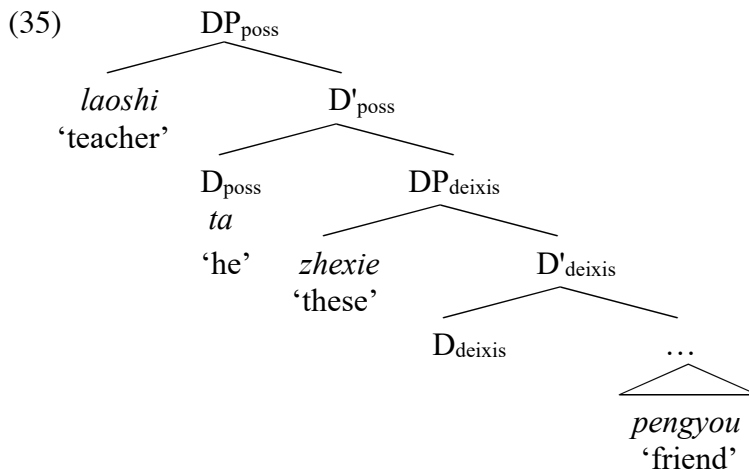 (35) DPposs
laoshi D'poss
‘teacher’
Dposs DPdeixis
ta
‘he’ zhexie D'deixis
‘these’
Ddeixis …
pengyou
‘friend’